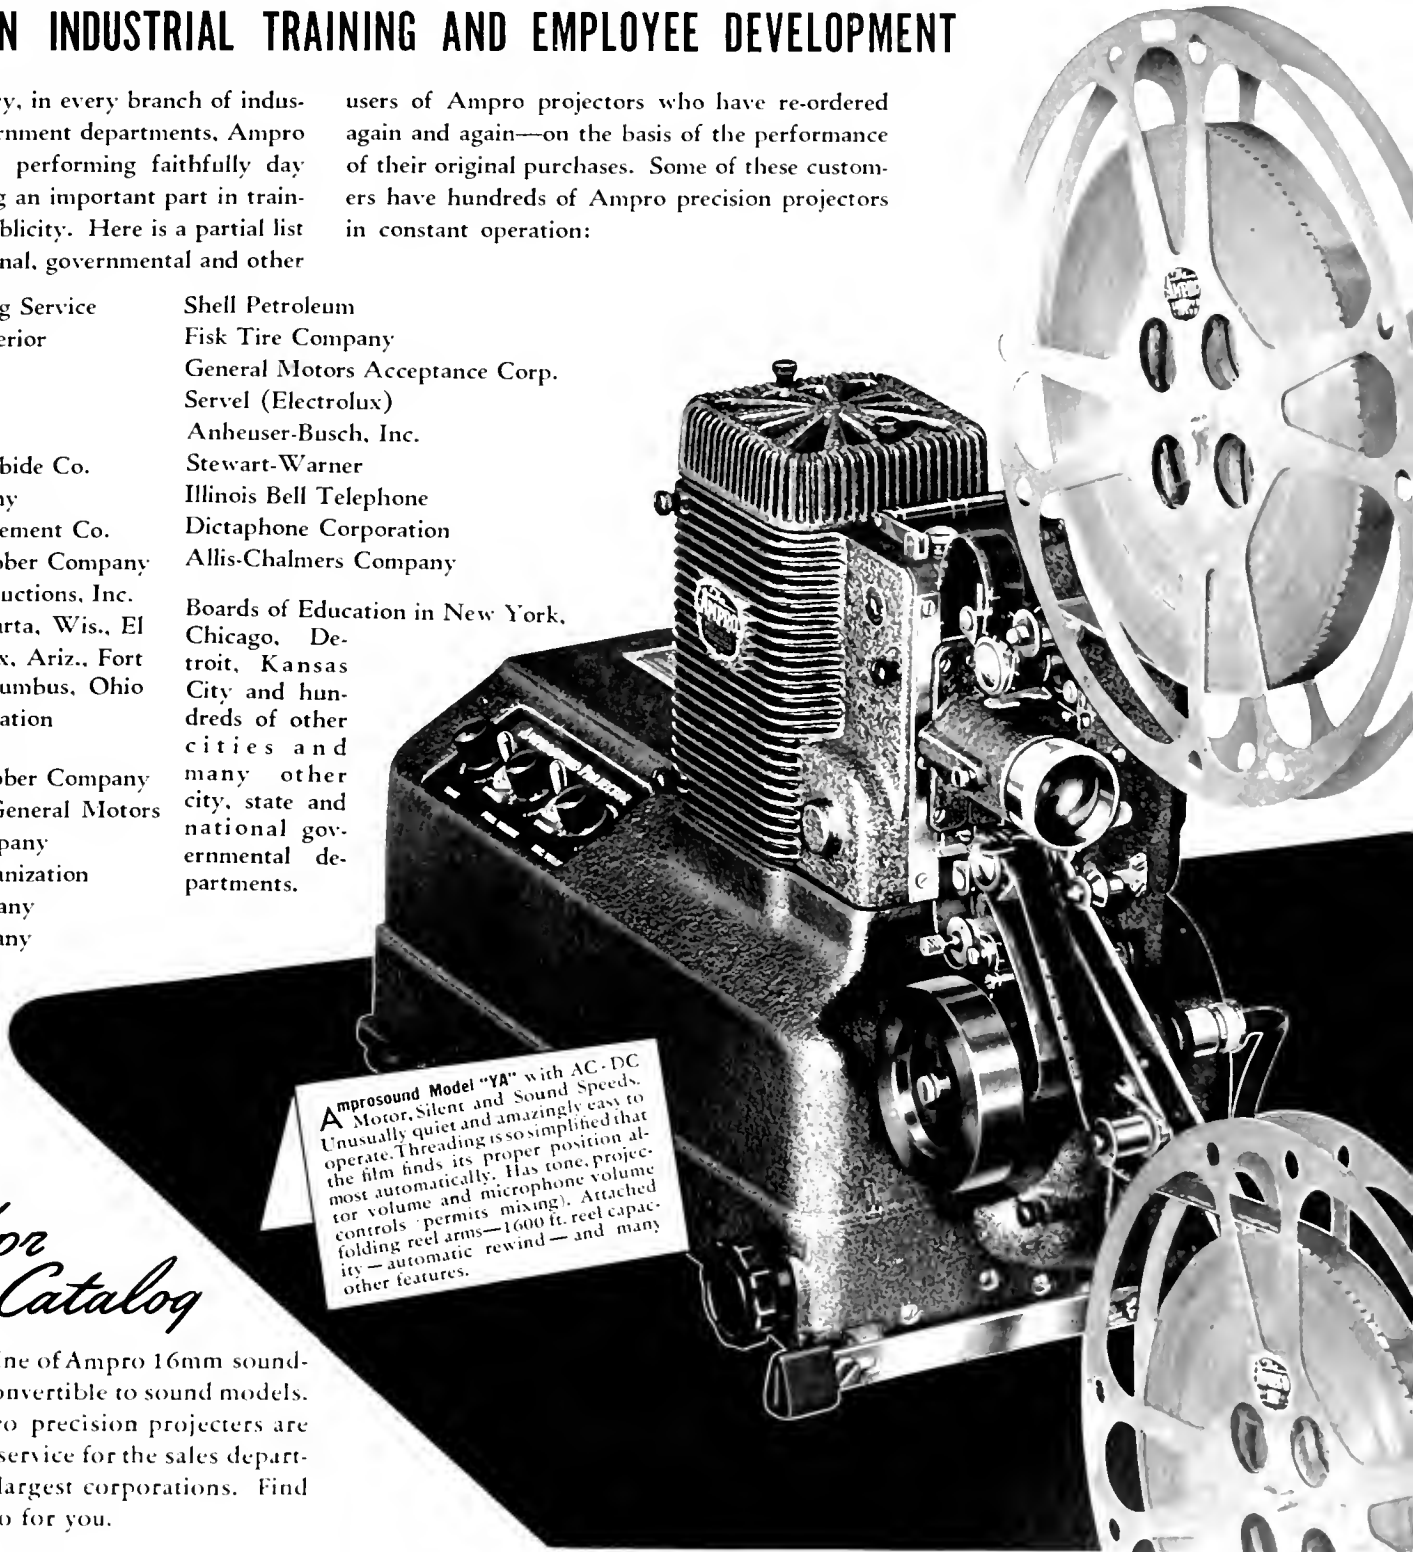 N INDUSTRIAL TRAINING AND EMPLOYEE DEVELOPMENT
y, in every branch of indus-
rnment departments, Ampro
performing faithfully day
g an important part in train-
blicity. Here is a partial list
nal, governmental and other
users of Ampro projectors who have re-ordered
again and again—on the basis of the performance
of their original purchases. Some of these custom-
ers have hundreds of Ampro precision projectors
in constant operation:
g Service
erior
bide Co.
ny
ement Co.
ber Company
uctions, Inc.
rta, Wis., El
x, Ariz., Fort
umbus, Ohio
ation
ber Company
General Motors
pany
anization
any
any
Shell Petroleum
Fisk Tire Company
General Motors Acceptance Corp.
Servel (Electrolux)
Anheuser-Busch, Inc.
Stewart-Warner
Illinois Bell Telephone
Dictaphone Corporation
Allis-Chalmers Company
Boards of Education in New York,
Chicago, De-
troit, Kansas
City and hun-
dreds of other
cities and
many other
city, state and
national gov-
ernmental de-
partments.
AMPRO
AMPRO
AMPROSOUND PROJECTOR
Amprosound Model "YA" with AC-DC
Motor, Silent and Sound Speeds.
Unusually quiet and amazingly easy to
operate. Threading is so simplified that
the film finds its proper position al-
most automatically. Has tone, projec-
tor volume and microphone volume
controls (permits mixing). Attached
folding reel arms—1600 ft. reel capac-
ity—automatic rewind—and many
other features.
for
Catalog
ine of Ampro 16mm sound-
onvertible to sound models.
ro precision projecters are
service for the sales depart-
largest corporations. Find
o for you.